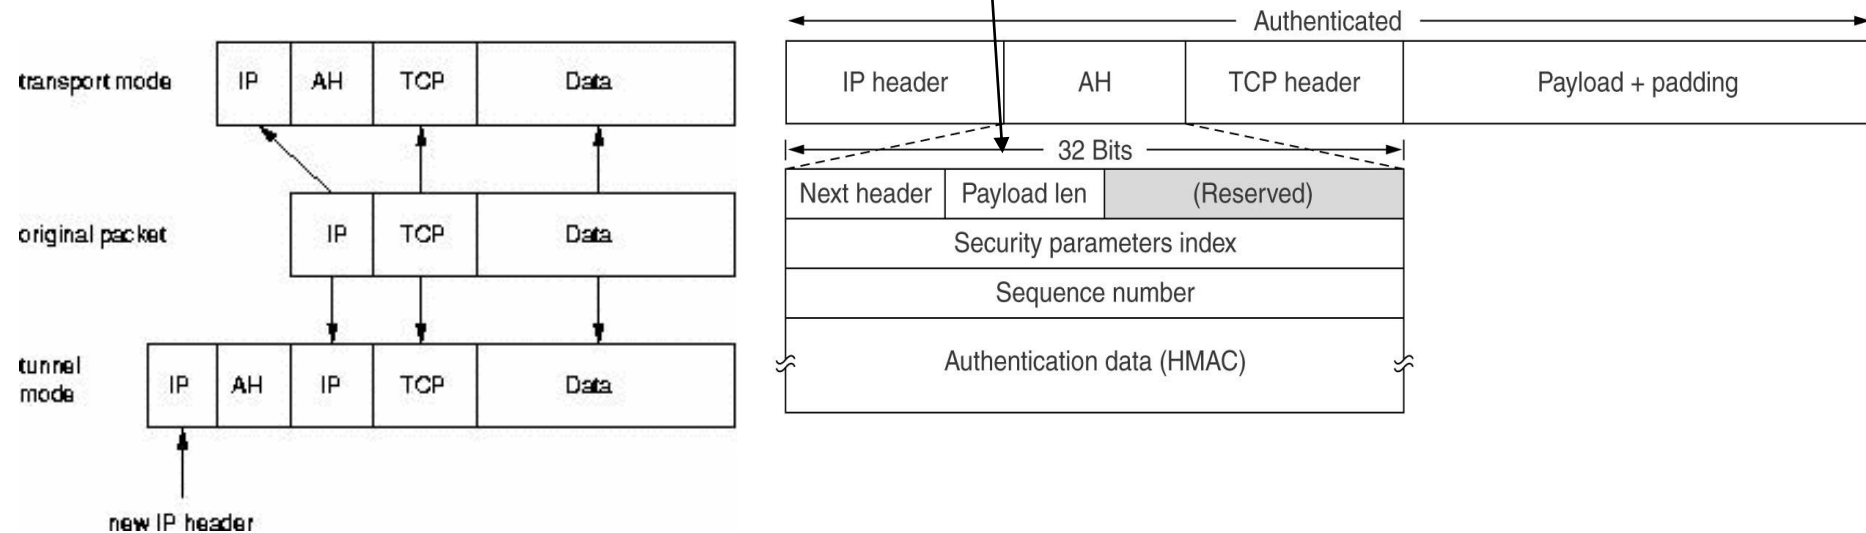 transport mode
IP AH TCP Data
original packet
IP TCP Data
tunnel
mode
IP AH IP TCP Data
new IP header
Authenticated
IP header AH TCP header Payload + padding
32 Bits
Next header Payload len (Reserved)
Security parameters index
Sequence number
Authentication data (HMAC)